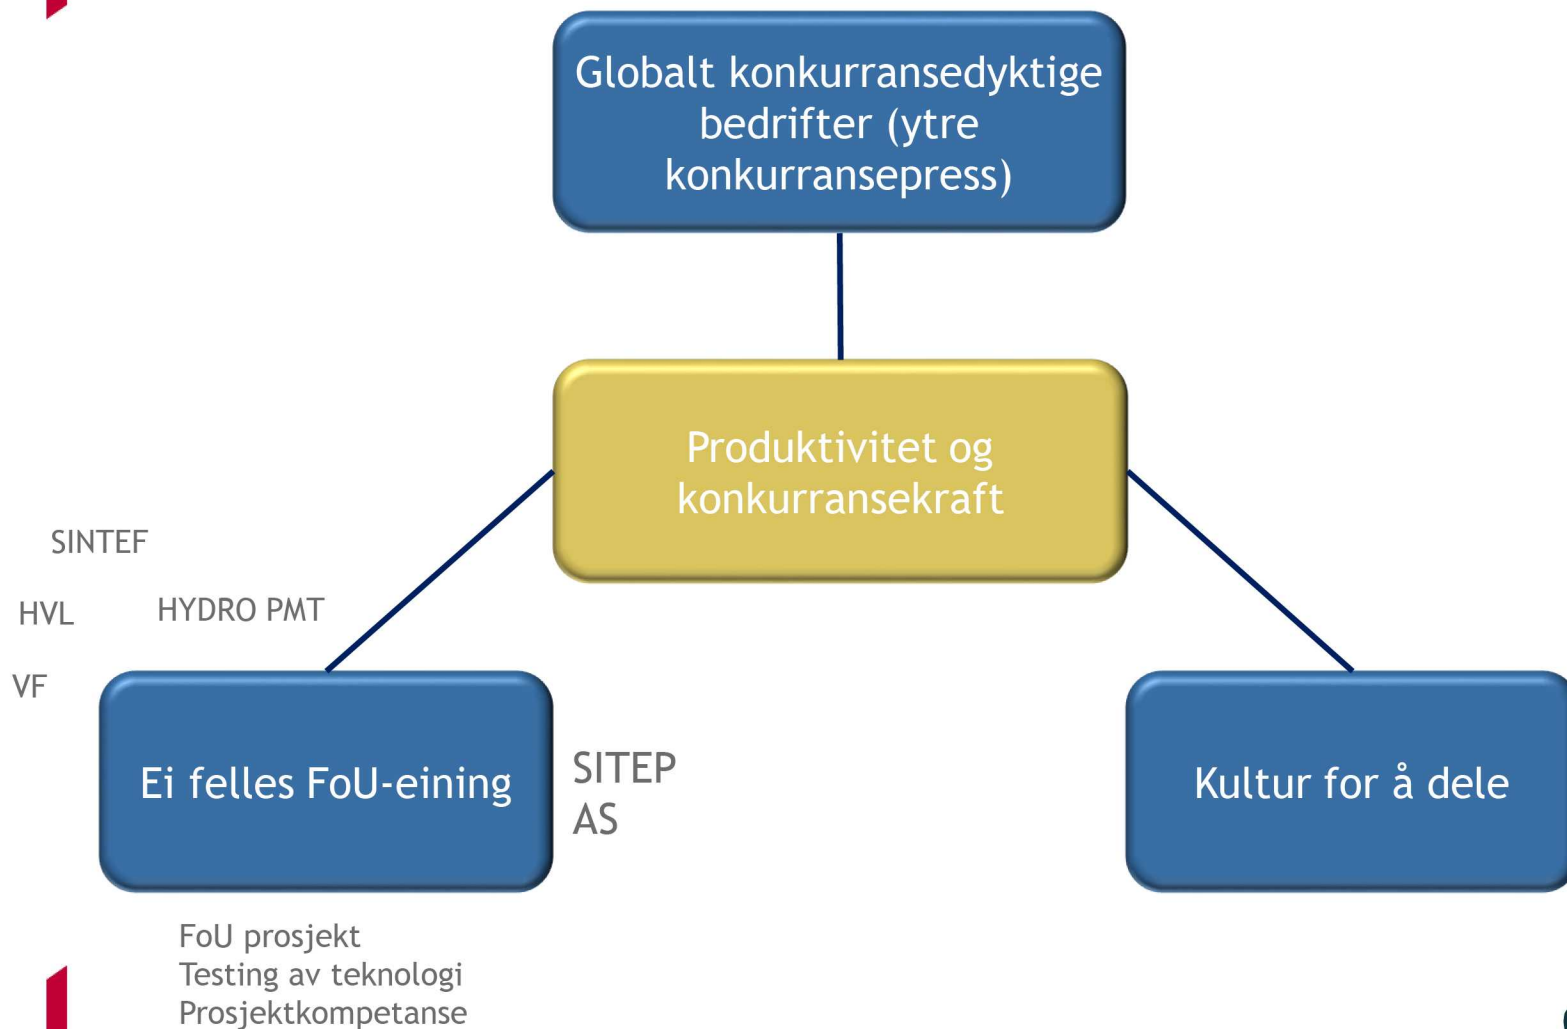 Globalt konkurransedyktige
bedrifter (ytre
konkurransepress)
Produktivitet og
konkurransekraft
SINTEF
HVL
HYDRO PMT
VF
Ei felles FoU-eining
SITEP
AS
Kultur for å dele
FoU prosjekt
Testing av teknologi
Prosjektkompetanse